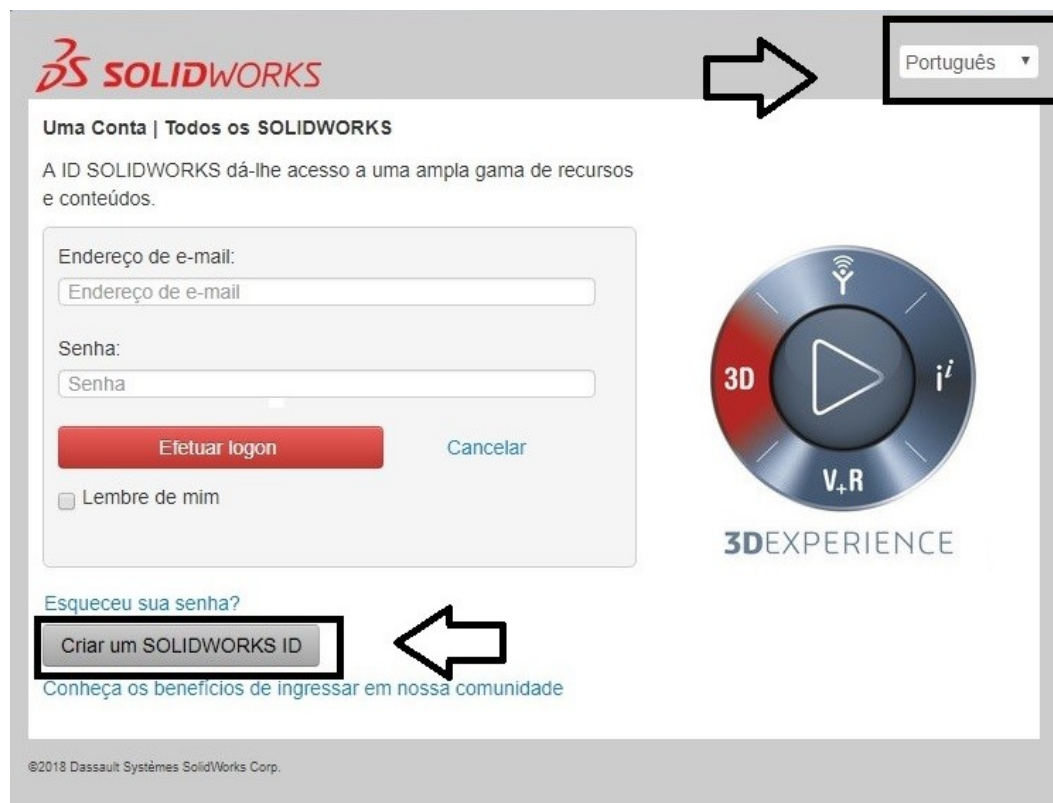 3S SOLIDWORKS
Português
Uma Conta | Todos os SOLIDWORKS
A ID SOLIDWORKS dá-lhe acesso a uma ampla gama de recursos
e conteúdos.
Endereço de e-mail:
Endereço de e-mail
Senha:
Senha
Efetuar logon
Cancelar
Lembre de mim
3D
i i
V+R
3DEXPERIENCE
Esqueceu sua senha?
Criar um SOLIDWORKS ID
Conheça os benefícios de ingressar em nossa comunidade
©2018 Dassault Systèmes SolidWorks Corp.